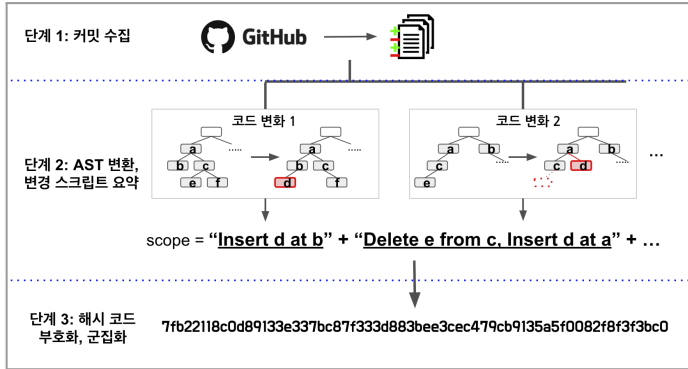 단계 1: 커밋 수집
GitHub
코드 변화 1
a
b c
e f
.....
a
b c
d f
.....
코드 변화 2
a b
c
e
.....
a b
c d
.....
...
단계 2: AST 변환,
변경 스크립트 요약
scope = “Insert d at b” + “Delete e from c, Insert d at a” + ...
단계 3: 해시 코드
부호화, 군집화
7fb22118c0d89133e337bc87f333d883bee3cec479cb9135a5f0082f8f3f3bc0